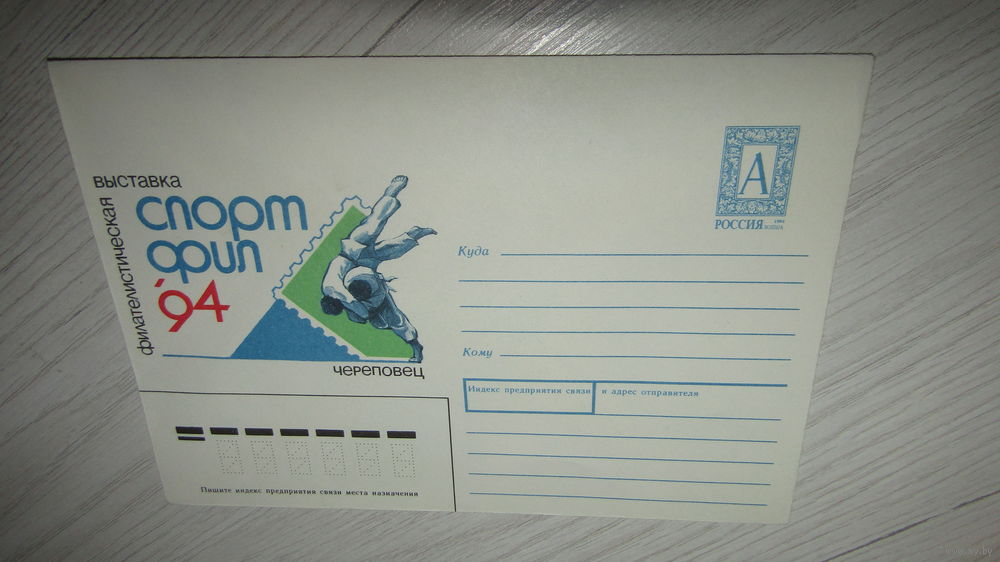 выставка
филателистическая
спорт
фил
'94
череповец
А
РОССИЯ
Куда
Кому
Индекс предприятия связи и адрес отправителя
Пишите индекс предприятия связи места назначения